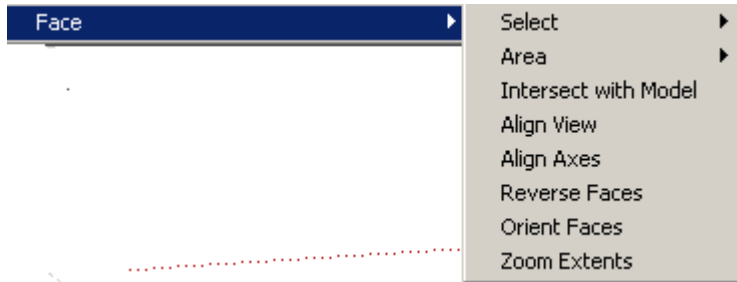 Face
Select
Area
Intersect with Model
Align View
Align Axes
Reverse Faces
Orient Faces
Zoom Extents